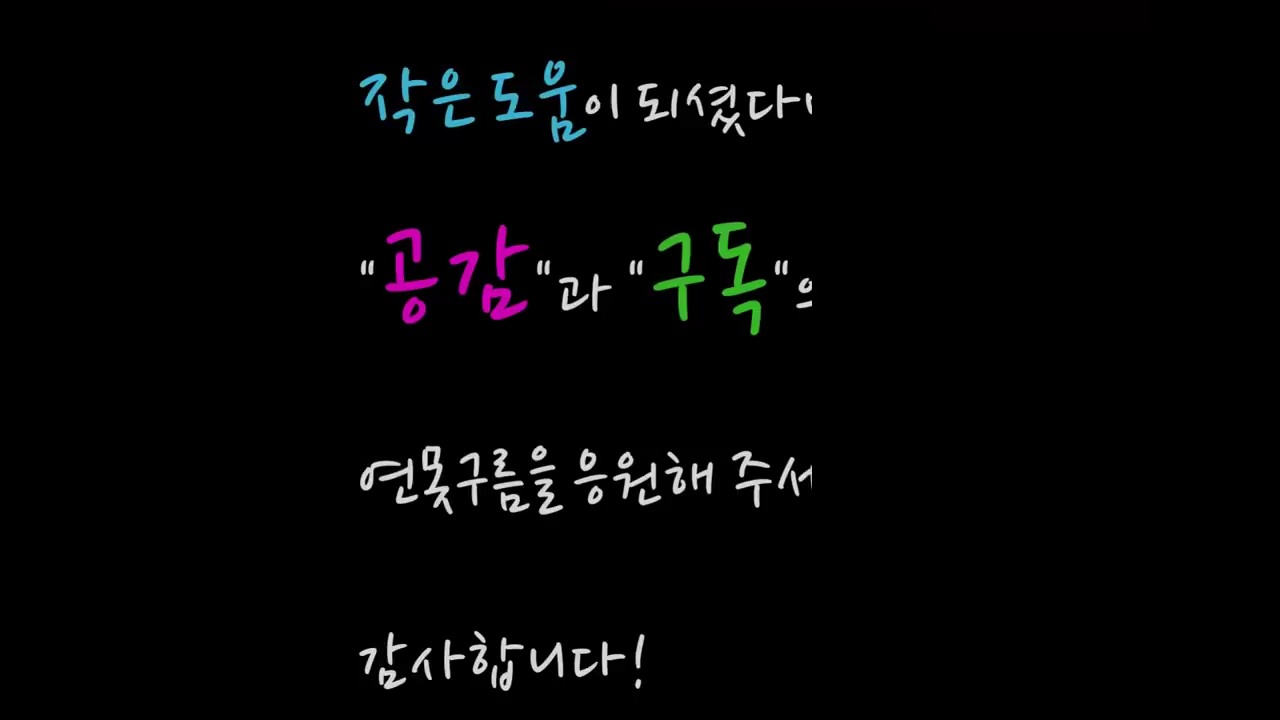 작은 도움이 되셨다
"공감"과 "구독"
연못구름을 응원해 주서
감사합니다!